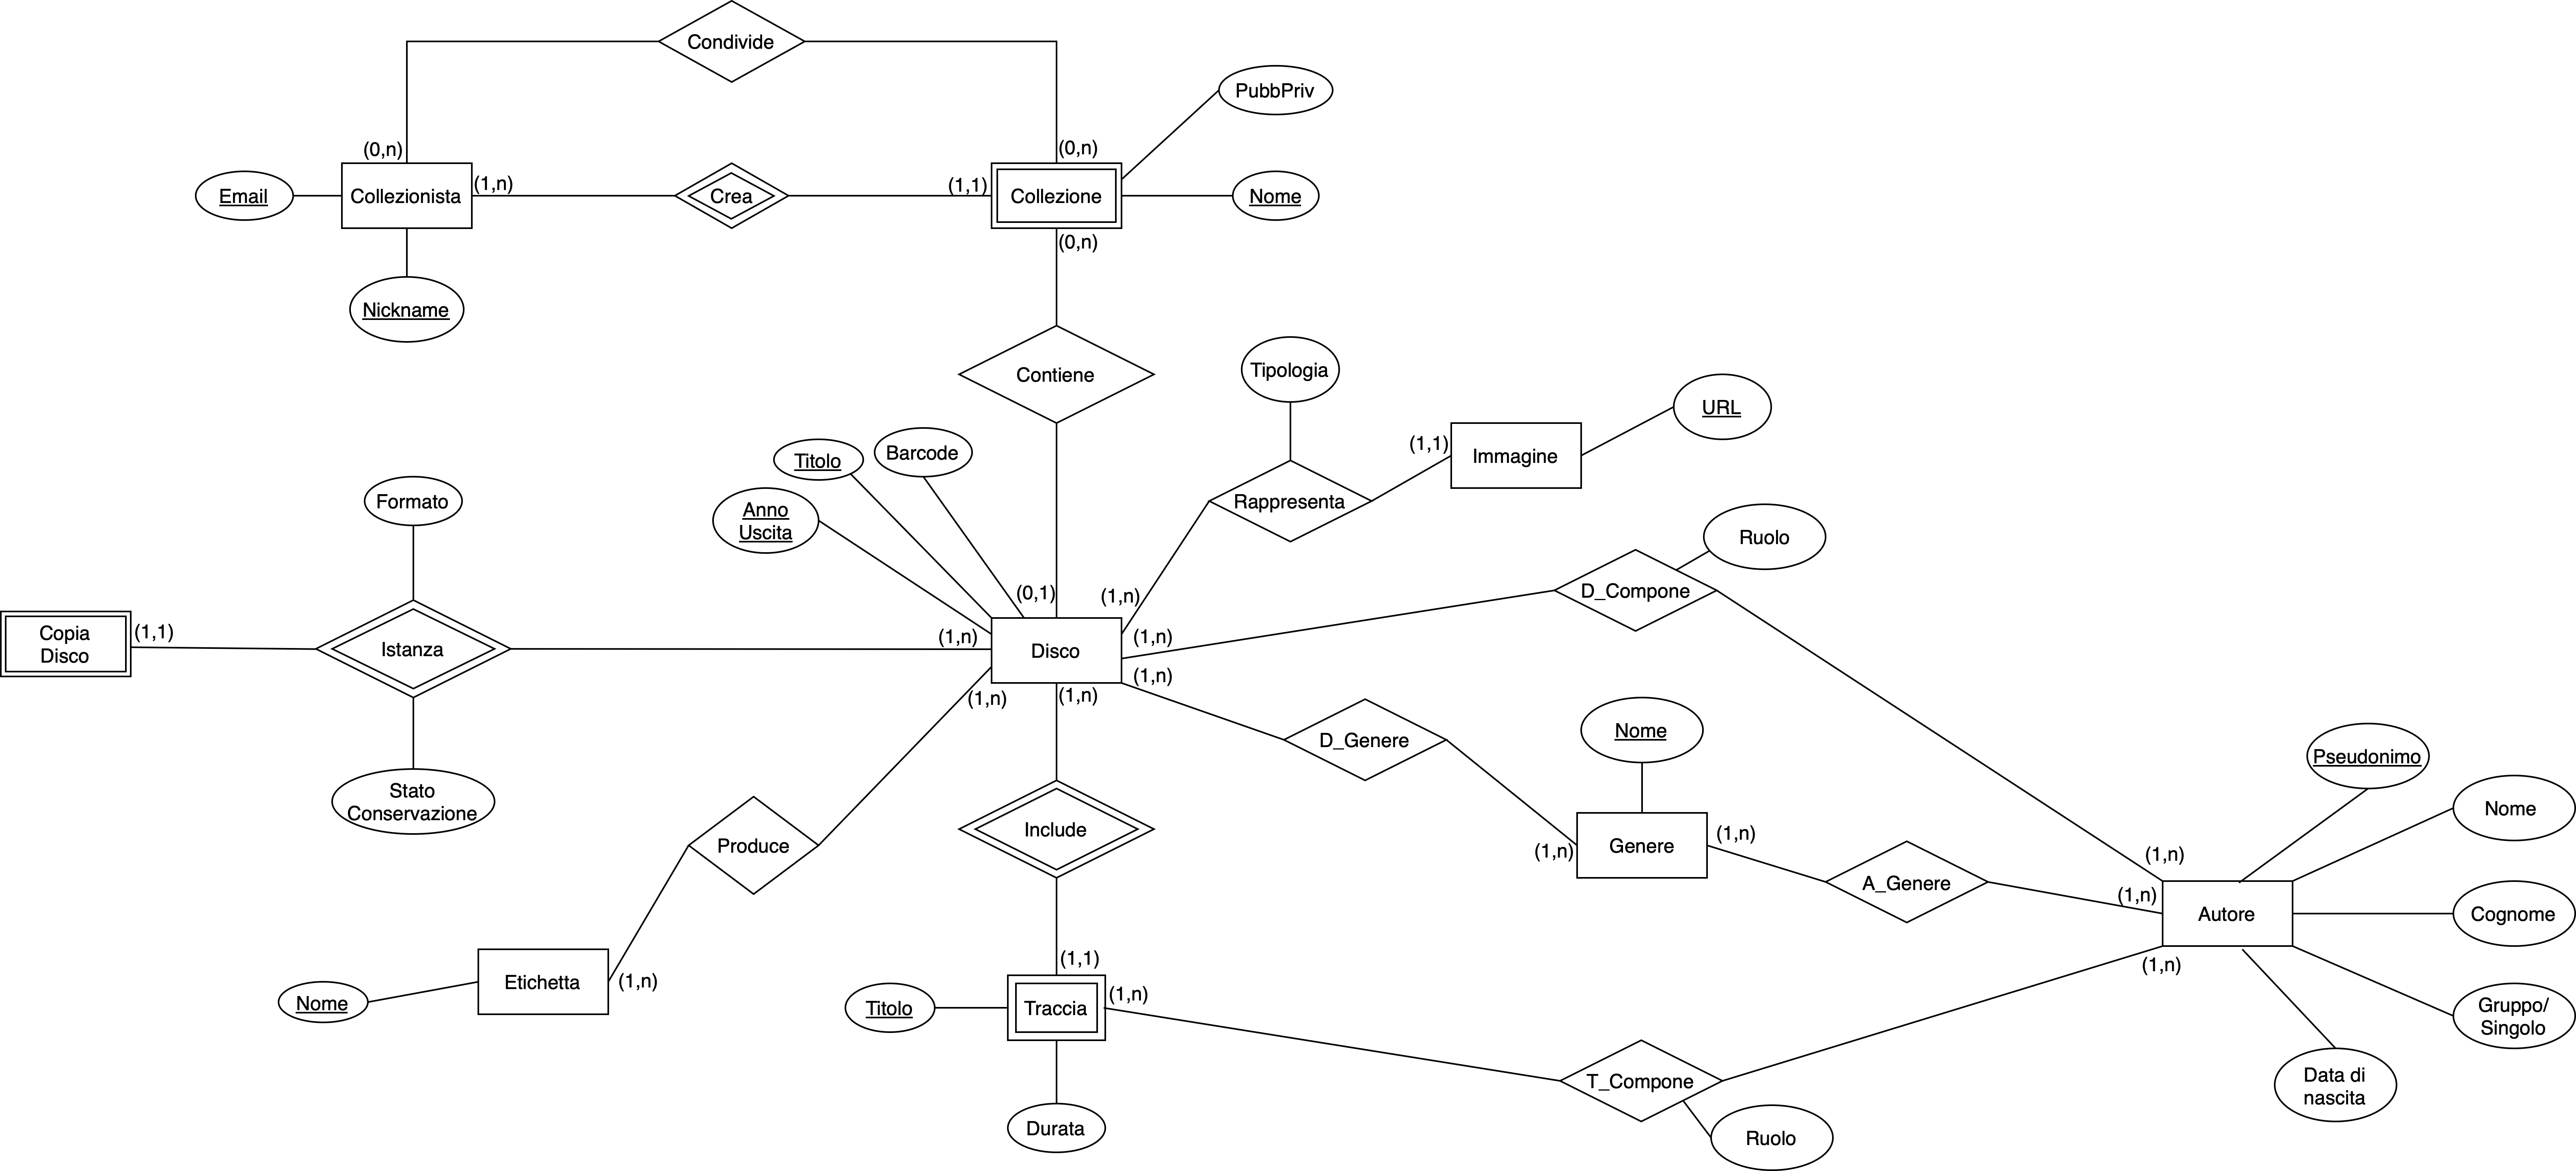 Condivide
PubbPriv
(0,n)
(0,n)
Email
Collezionista
(1,n)
Crea
(1,1)
Collezione
Nome
(0,n)
Nickname
Contiene
Tipologia
URL
Titolo
Barcode
(1,1)
Immagine
Formato
Anno
Uscita
Rappresenta
Ruolo
(0,1)
(1,n)
D_Compone
Copia
Disco
(1,1)
Istanza
(1,n)
Disco
(1,n)
(1,n)
(1,n)
(1,n)
D_Genere
Nome
Pseudonimo
Stato
Conservazione
Nome
Produce
Include
(1,n)
Genere
(1,n)
(1,n)
A_Genere
(1,n)
Autore
Cognome
(1,1)
(1,n)
Etichetta
(1,n)
Nome
Titolo
Traccia
(1,n)
Gruppo/
Singolo
T_Compone
Data di
nascita
Durata
Ruolo